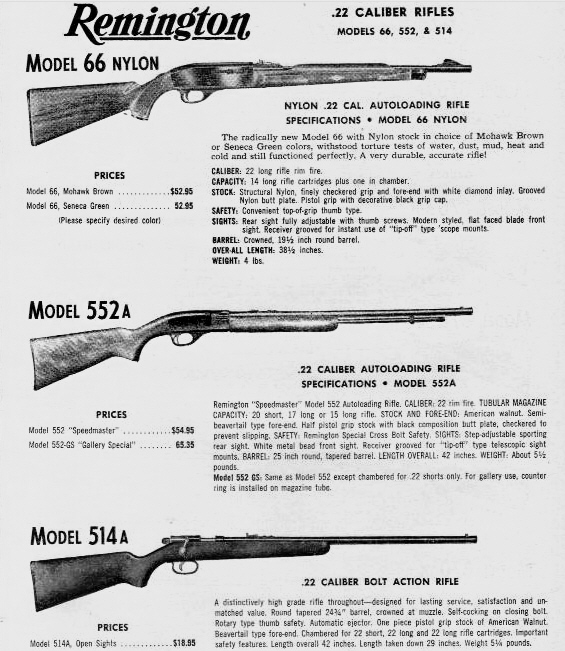 Remington
.22 CALIBER RIFLES
MODELS 66, 552, & 514
MODEL 66 NYLON
NYLON .22 CAL. AUTOLOADING RIFLE
SPECIFICATIONS • MODEL 66 NYLON
The radically new Model 66 with Nylon stock in choice of Mohawk Brown
or Seneca Green colors, withstood torture tests of water, dust, mud, heat and
cold and still functioned perfectly. A very durable, accurate rifle!
PRICES
Model 66, Mohawk Brown ............ $52.95
Model 66, Seneca Green ............. 52.95
(Please specify desired color)
CALIBER: 22 long rifle rim fire.
CAPACITY: 14 long rifle cartridges plus one in chamber.
STOCK: Structural Nylon, finely checkered grip and fore-end with white diamond inlay. Grooved
Nylon butt plate. Pistol grip with decorative black grip cap.
SAFETY: Convenient top-of-grip thumb type.
SIGHTS: Rear sight fully adjustable with thumb screws. Modern styled, flat faced blade front
sight. Receiver grooved for instant use of "tip-off" type 'scope mounts.
BARREL: Crowned, 19½ inch round barrel.
OVER-ALL LENGTH: 38½ inches.
WEIGHT: 4 lbs.
MODEL 552A
.22 CALIBER AUTOLOADING RIFLE
SPECIFICATIONS • MODEL 552A
PRICES
Model 552 "Speedmaster" ............ $54.95
Model 552-GS "Gallery Special" ........ 65.35
Remington "Speedmaster" Model 552 Autoloading Rifle. CALIBER: 22 rim fire. TUBULAR MAGAZINE
CAPACITY: 20 short, 17 long or 15 long rifle. STOCK AND FORE-END: American walnut. Semi-
beavertail type fore-end. Half pistol grip stock with black composition butt plate, checkered to
prevent slipping. SAFETY: Remington Special Cross Bolt Safety. SIGHTS: Step-adjustable sporting
rear sight. White metal bead front sight. Receiver grooved for "tip-off" type telescopic sight
mounts. BARREL: 25 inch round, tapered barrel. LENGTH OVERALL: 42 inches. WEIGHT: About 5½
pounds.
Model 552 GS: Same as Model 552 except chambered for .22 shorts only. For gallery use, counter
ring is installed on magazine tube.
MODEL 514A
.22 CALIBER BOLT ACTION RIFLE
PRICES
Model 514A, Open Sights ..... $18.95
A distinctively high grade rifle throughout—designed for lasting service, satisfaction and un-
matched value. Round tapered 24¾" barrel, crowned at muzzle. Self-cocking on closing bolt.
Rotary type thumb safety. Automatic ejector. One piece pistol grip stock of American Walnut.
Beavertail type fore-end. Chambered for 22 short, 22 long and 22 long rifle cartridges. Important
safety features. Length overall 42 inches. Length taken down 29 inches. Weight 5¼ pounds.